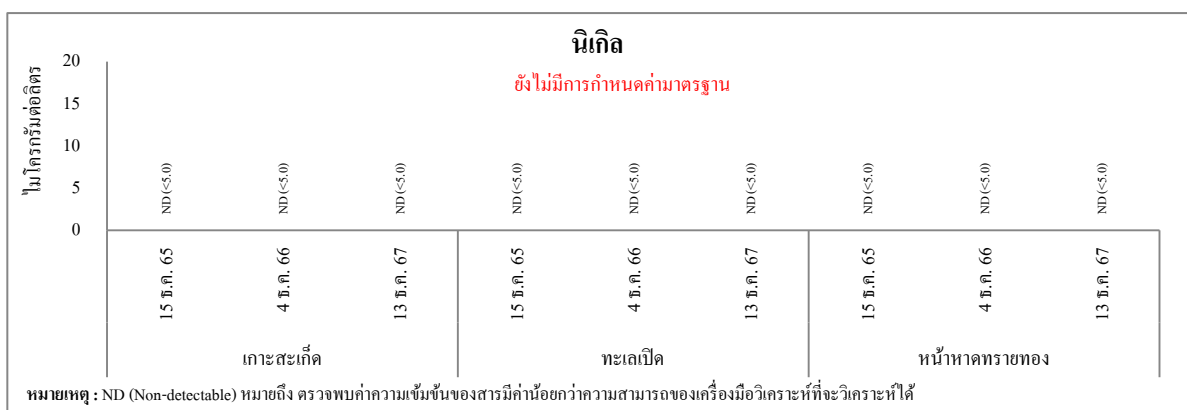 นิเกิล
ยังไม่มีการกำหนดค่ามาตรฐาน
ไมโครกรัมต่อลิตร
20
15
10
5
0
ND (<5.0) ND (<5.0) ND (<5.0) ND (<5.0) ND (<5.0) ND (<5.0) ND (<5.0) ND (<5.0) ND (<5.0)
15 ธ.ค. 65 4 ธ.ค. 66 13 ธ.ค. 67 15 ธ.ค. 65 4 ธ.ค. 66 13 ธ.ค. 67 15 ธ.ค. 65 4 ธ.ค. 66 13 ธ.ค. 67
เกาะสะเก็ด ทะเลเปิด หน้าหาดทรายทอง
หมายเหตุ : ND (Non-detectable) หมายถึง ตรวจพบค่าความเข้มข้นของสารมีค่าน้อยกว่าความสามารถของเครื่องมือวิเคราะห์ที่จะวิเคราะห์ได้